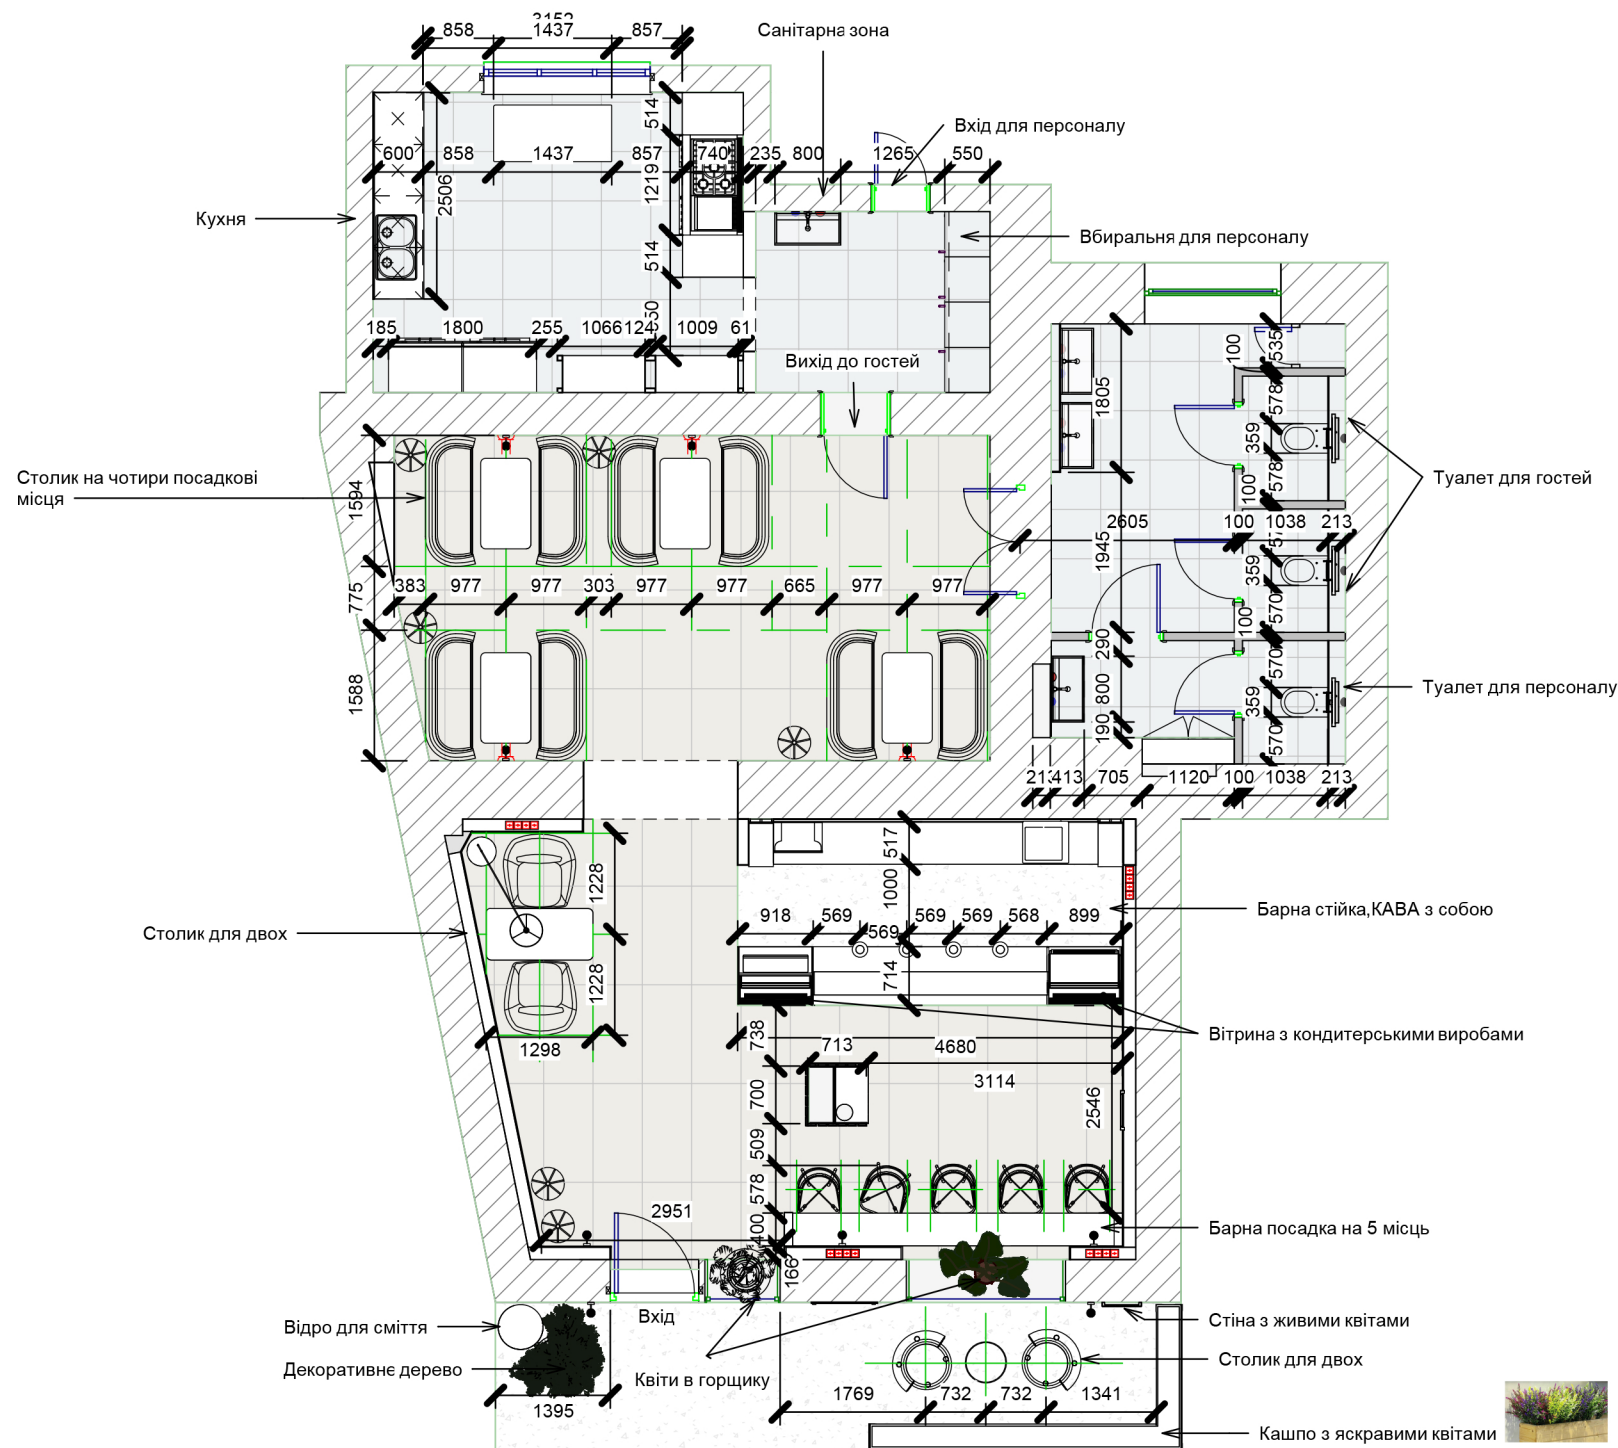 3152
858 1437 857
Санітарна зона
514
Вхід для персоналу
600 858 1437 857 740 235 800 1265 550
2506
1219
Кухня
Вбиральня для персоналу
514
185 1800 255 1066 124 1009 61
Вихід до гостей
100
535
1805
578
359
578
100
Столик на чотири посадкові
місця
1594
Туалет для гостей
2605 100 1038 213
1945
359
570
383 977 977 303 977 977 665 977 977
775
100
290
570
1588
800
359
Туалет для персоналу
190
570
213 413 705 1120 100 1038 213
517
1228
1000
918 569 569 569 568 899
569
Барна стійка,КАВА з собою
Столик для двох
714
1228
Вітрина з кондитерськими виробами
738
1298
713 4680
3114
700
2546
509
578
2951
400
Барна посадка на 5 місць
166
Вхід
Стіна з живими квітами
Відро для сміття
Столик для двох
Декоративне дерево
Квіти в горщику
1395
1769 732 732 1341
Кашпо з яскравими квітами